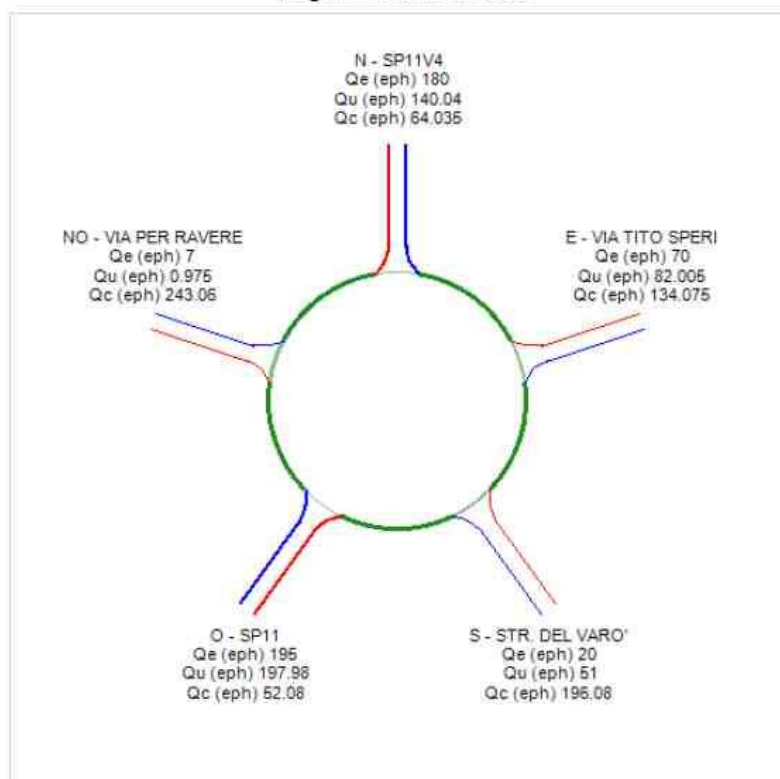 N - SP11V4
Qe (eph) 180
Qu (eph) 140.04
Qc (eph) 64.035
NO - VIA PER RAVERE
Qe (eph) 7
Qu (eph) 0.975
Qc (eph) 243.06
E - VIA TITO SPERI
Qe (eph) 70
Qu (eph) 82.005
Qc (eph) 134.075
O - SP11
Qe (eph) 195
Qu (eph) 197.98
Qc (eph) 52.08
S - STR. DEL VARO'
Qe (eph) 20
Qu (eph) 51
Qc (eph) 196.08